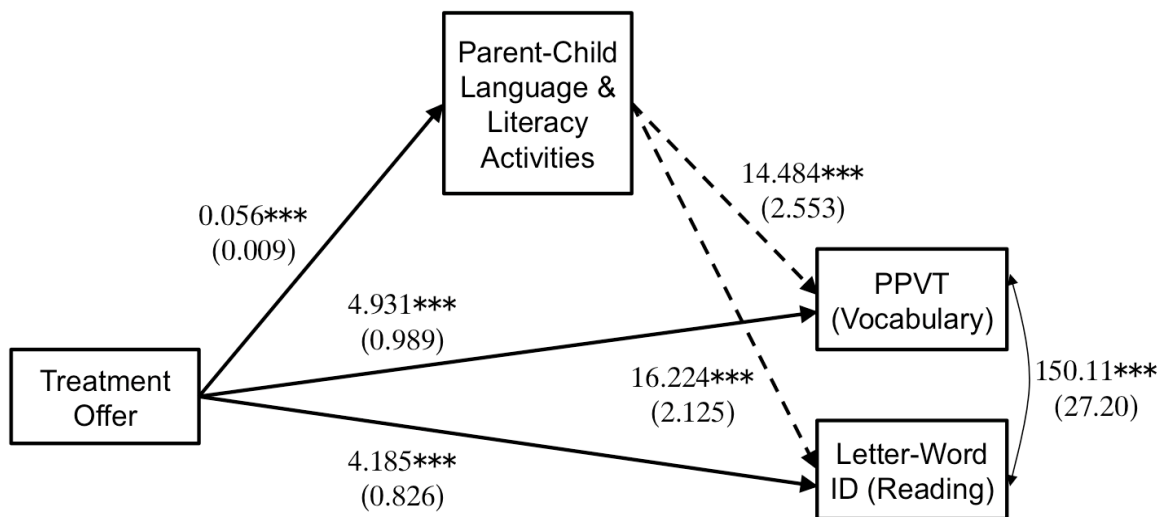 Parent-Child
Language &
Literacy
Activities
0.056***
(0.009)
14.484***
(2.553)
4.931***
(0.989)
PPVT
(Vocabulary)
Treatment
Offer
16.224***
(2.125)
150.11***
(27.20)
4.185***
(0.826)
Letter-Word
ID (Reading)